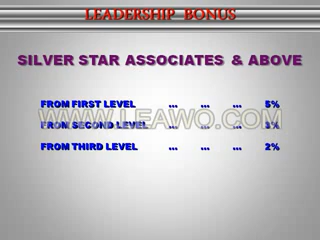 LEADERSHIP BONUS
SILVER STAR ASSOCIATES & ABOVE
FROM FIRST LEVEL ... ... ... 5%
WWW.LEAWO.COM
FROM SECOND LEVEL ... ... ... 3%
FROM THIRD LEVEL ... ... ... 2%